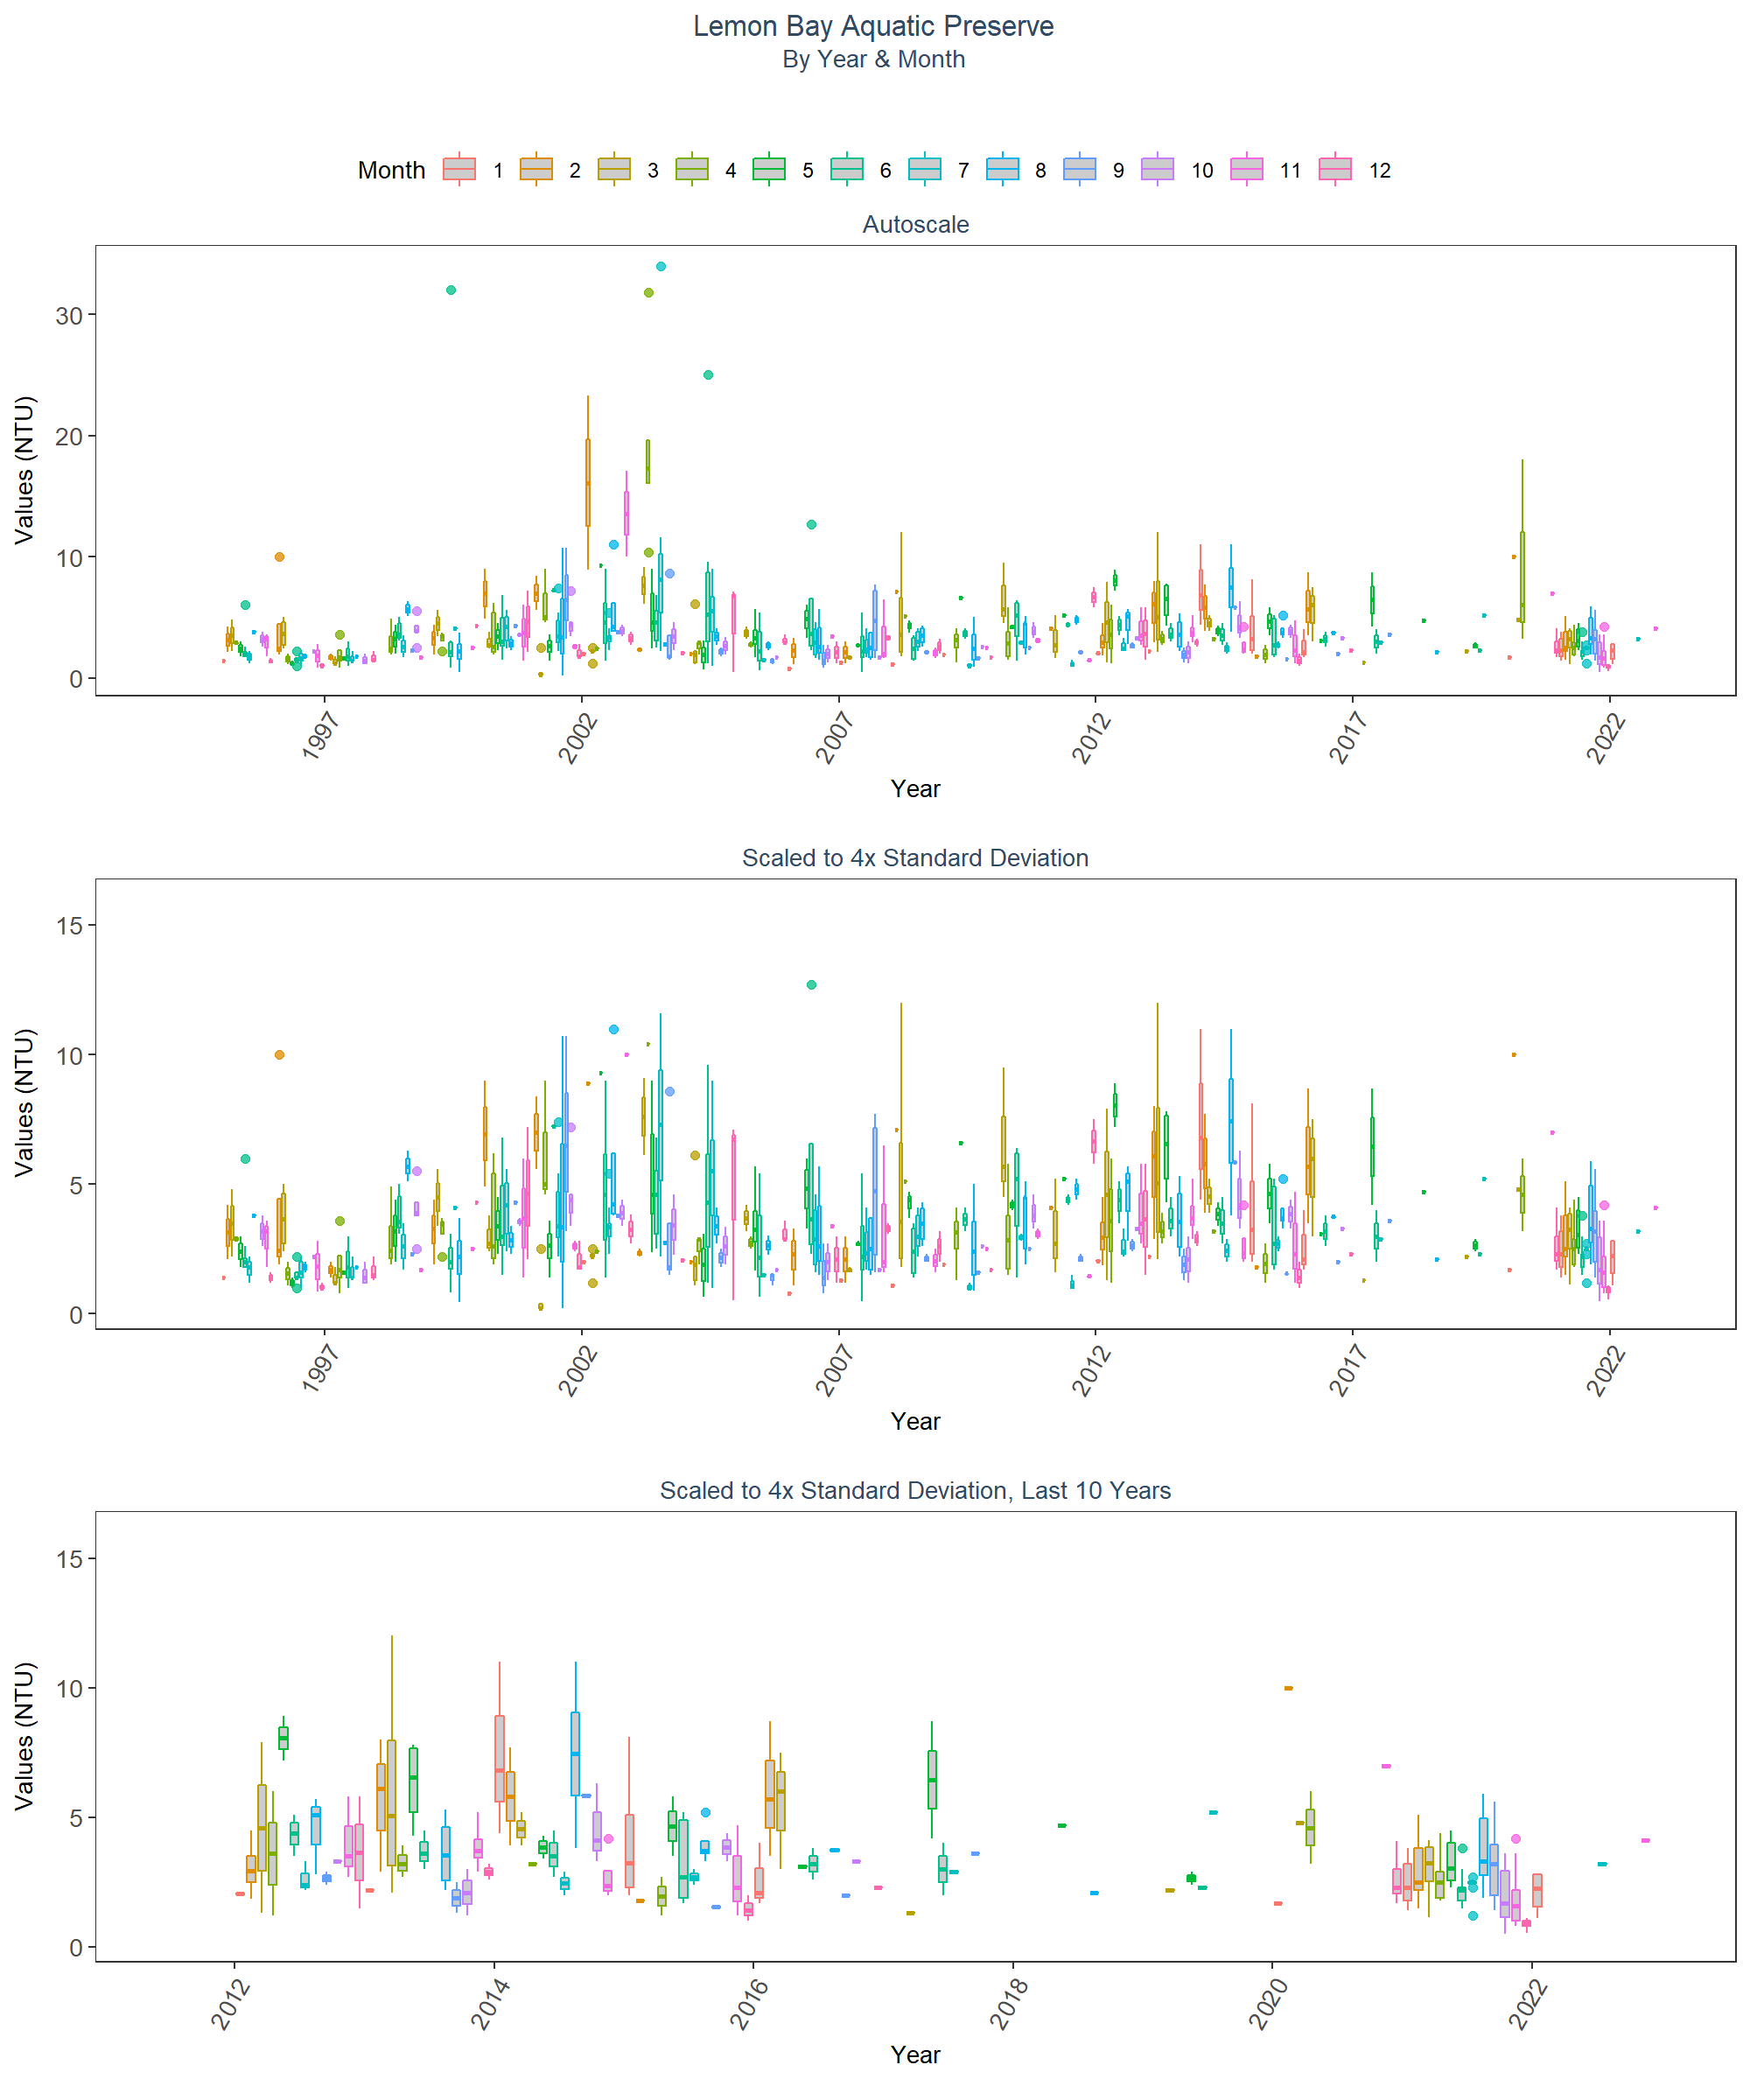 Lemon Bay Aquatic Preserve
By Year & Month
Month 1 2 3 4 5 6 7 8 9 10 11 12
Autoscale
Values (NTU)
30
20
10
0
1997 2002 2007 2012 2017 2022
Year
Scaled to 4x Standard Deviation
Values (NTU)
15
10
5
0
1997 2002 2007 2012 2017 2022
Year
Scaled to 4x Standard Deviation, Last 10 Years
Values (NTU)
15
10
5
0
2012 2014 2016 2018 2020 2022
Year